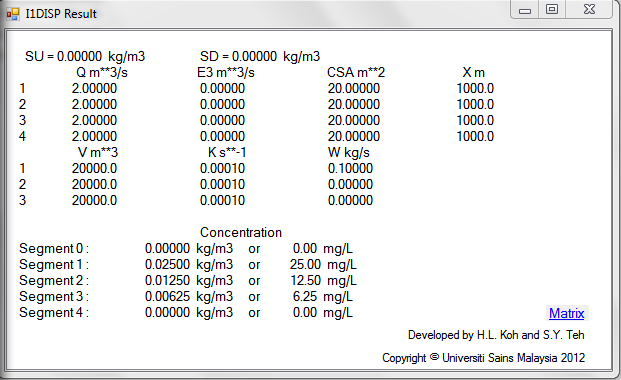 I1DISP Result
SU = 0.00000 kg/m3 SD = 0.00000 kg/m3
Q m**3/s E3 m**3/s CSA m**2 X m
1 2.00000 0.00000 20.00000 1000.0
2 2.00000 0.00000 20.00000 1000.0
3 2.00000 0.00000 20.00000 1000.0
4 2.00000 0.00000 20.00000 1000.0
V m**3 K s**-1 W kg/s
1 20000.0 0.00010 0.10000
2 20000.0 0.00010 0.00000
3 20000.0 0.00010 0.00000
Concentration
Segment 0 : 0.00000 kg/m3 or 0.00 mg/L
Segment 1 : 0.02500 kg/m3 or 25.00 mg/L
Segment 2 : 0.01250 kg/m3 or 12.50 mg/L
Segment 3 : 0.00625 kg/m3 or 6.25 mg/L
Segment 4 : 0.00000 kg/m3 or 0.00 mg/L
Matrix
Developed by H.L. Koh and S.Y. Teh
Copyright © Universiti Sains Malaysia 2012